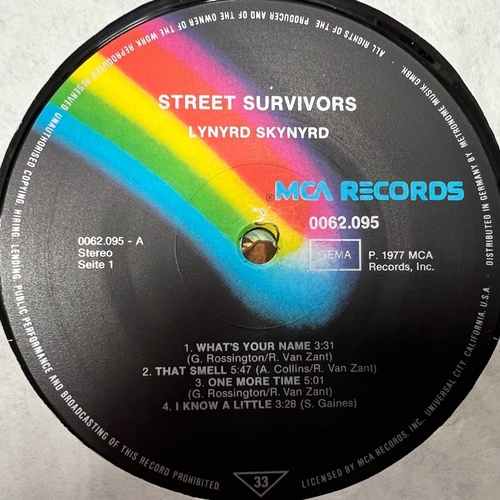 STREET SURVIVORS
LYNYRD SKYNYRD
MCA RECORDS
0062.095
0062.095 - A
Stereo
Seite 1
GEMA
P. 1977 MCA
Records, Inc.
1. WHAT'S YOUR NAME 3:31
(G. Rossington/R. Van Zant)
2. THAT SMELL 5:47 (A. Collins/R. Van Zant)
3. ONE MORE TIME 5:01
(G. Rossington/R. Van Zant)
4. I KNOW A LITTLE 3:28 (S. Gaines)
33
ALL RIGHTS OF THE PRODUCER AND OF THE OWNER OF THE WORK REPRODUCED RESERVED. UNAUTHORISED COPYING, HIRING, LENDING, PUBLIC PERFORMANCE AND BROADCASTING OF THIS RECORD PROHIBITED
LICENSED BY MCA RECORDS, INC. UNIVERSAL CITY, CALIFORNIA, U.S.A. · DISTRIBUTED IN GERMANY BY METRONOME MUSIK GMBH.